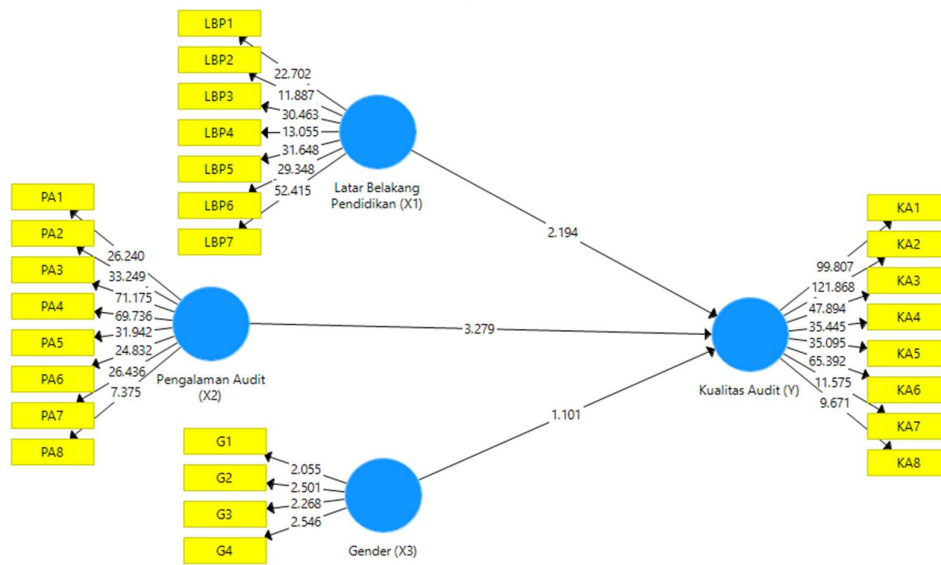 LBP1
LBP2
LBP3
LBP4
LBP5
LBP6
LBP7
22.702
11.887
30.463
13.055
31.648
29.348
52.415
Latar Belakang
Pendidikan (X1)
2.194
PA1
PA2
PA3
PA4
PA5
PA6
PA7
PA8
26.240
33.249
71.175
69.736
31.942
24.832
26.436
7.375
Pengalaman Audit
(X2)
3.279
G1
G2
G3
G4
2.055
2.501
2.268
2.546
Gender (X3)
1.101
Kualitas Audit (Y)
99.807
121.868
47.894
35.445
35.095
65.392
11.575
9.671
KA1
KA2
KA3
KA4
KA5
KA6
KA7
KA8